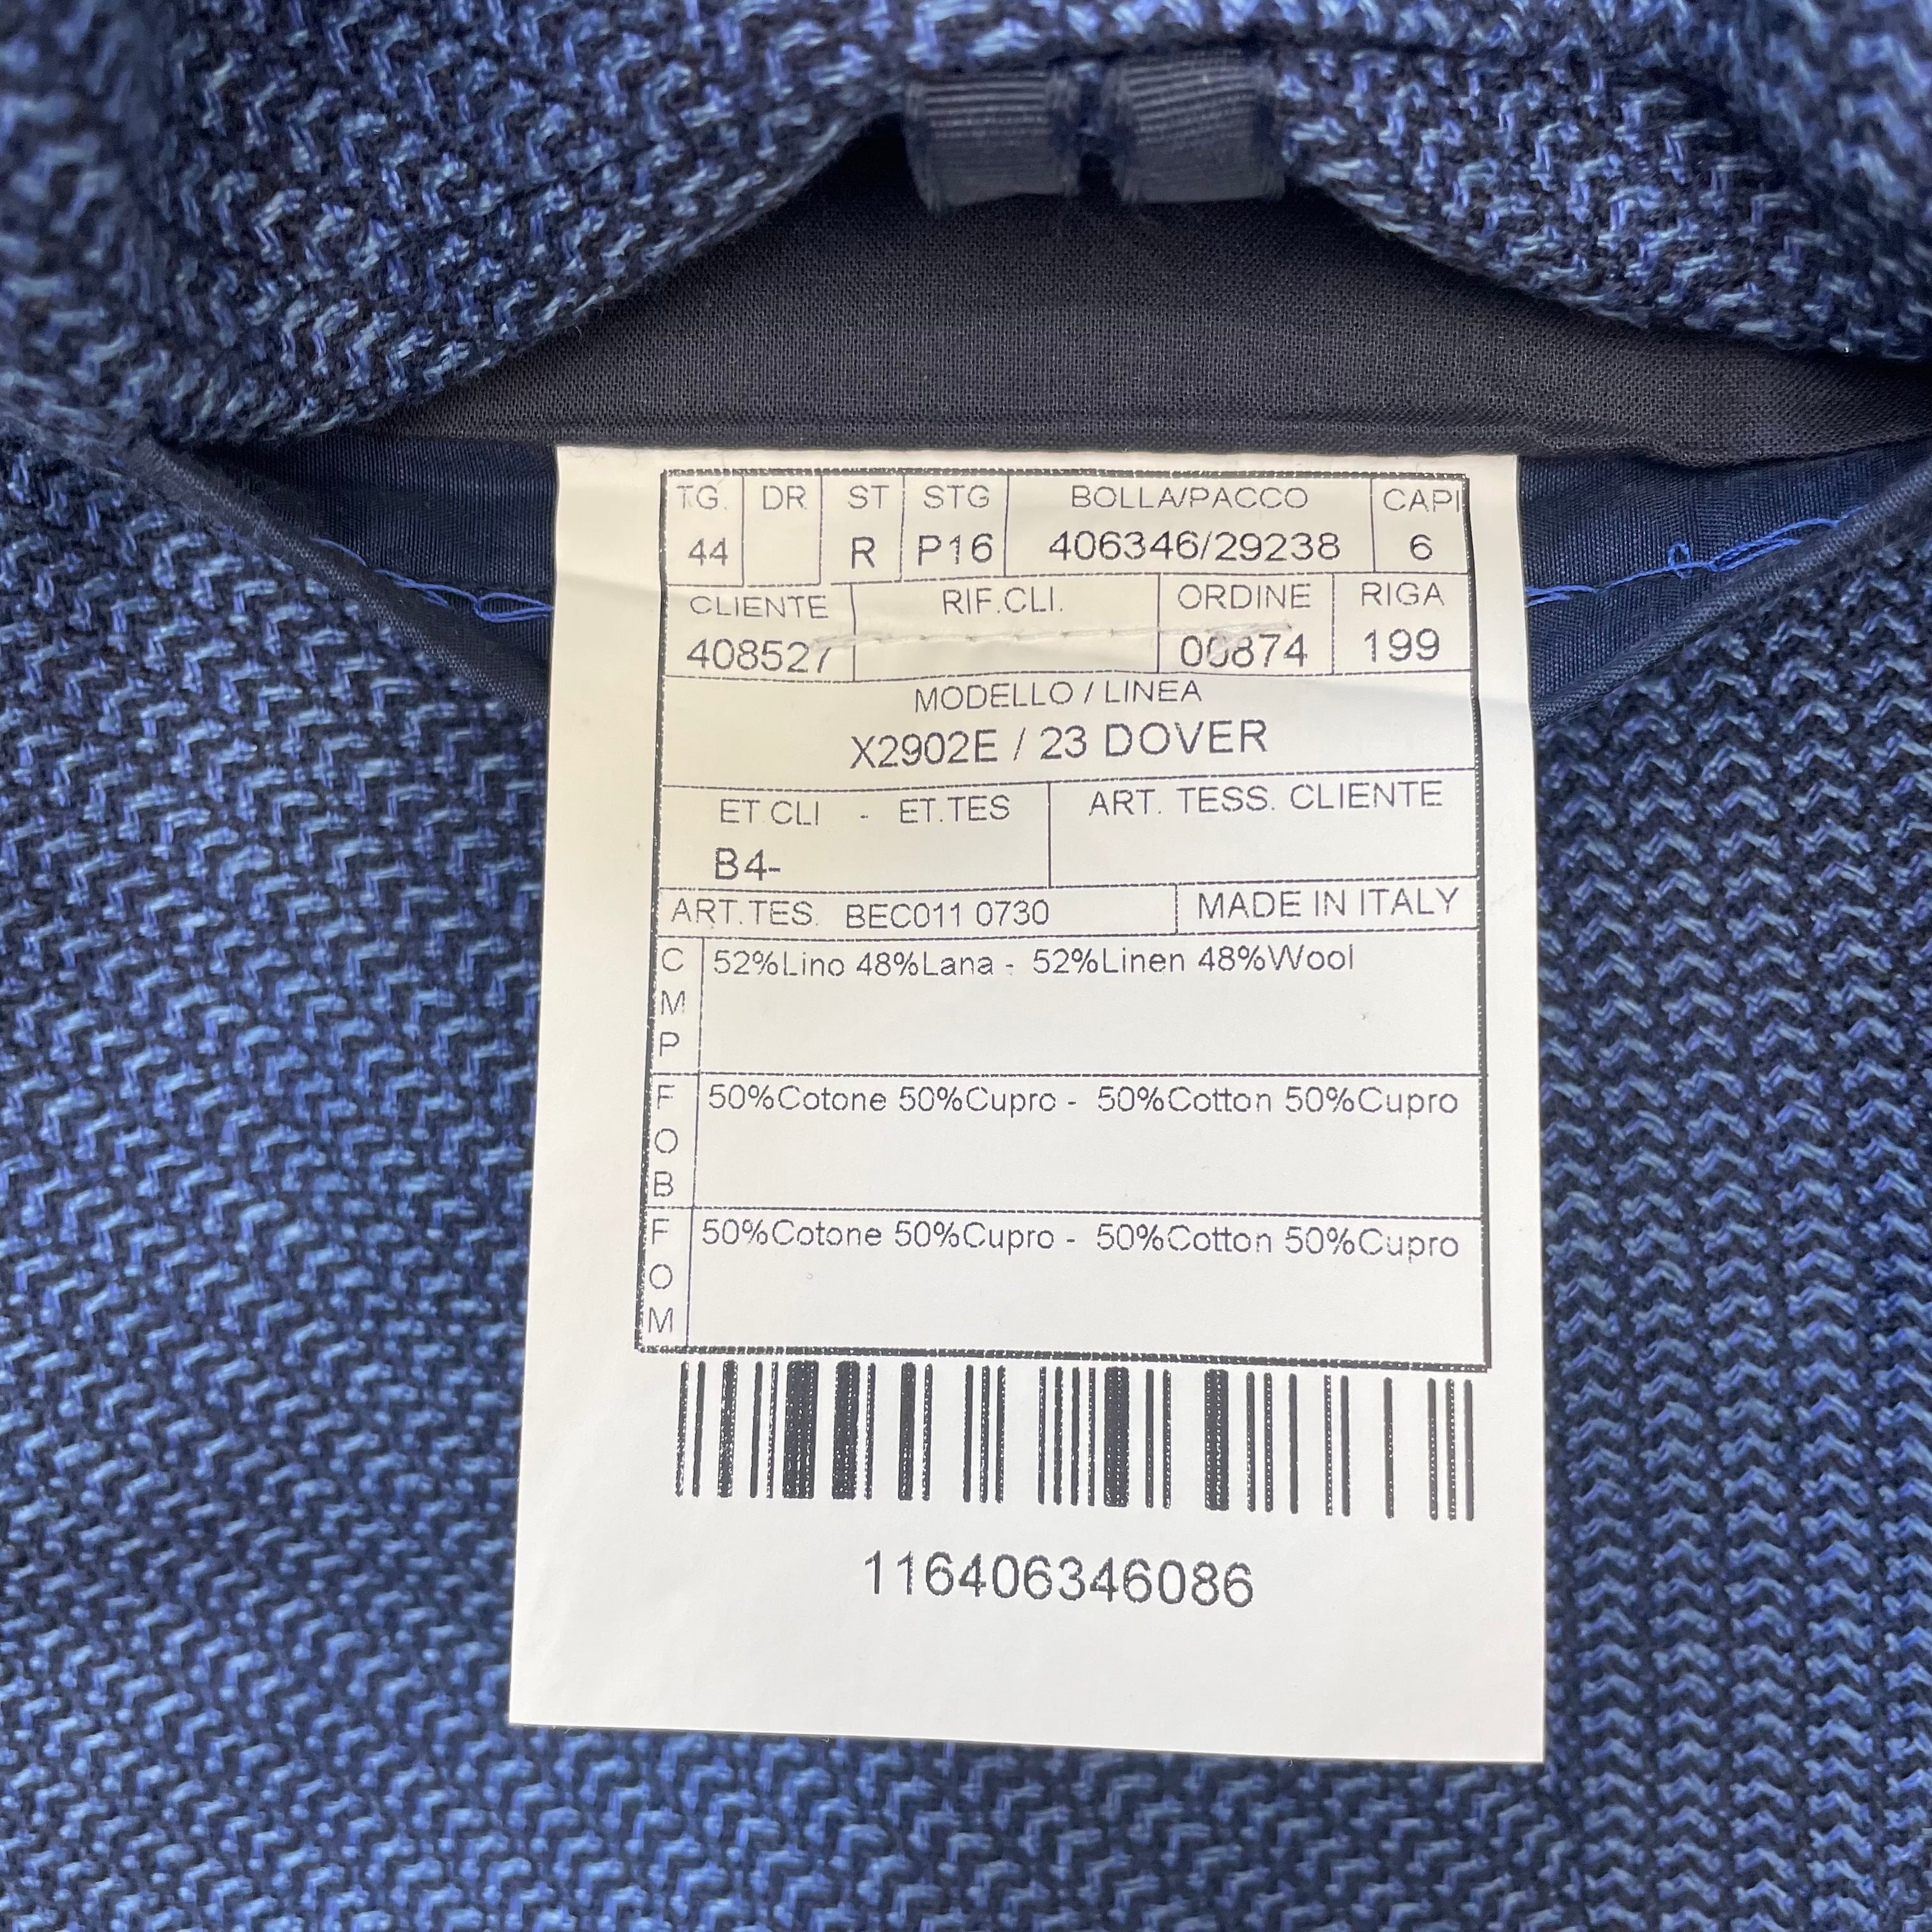 TG. DR ST STG BOLLA/PACCO CAPI
44 R P16 406346/29238 6
CLIENTE RIF.CLI. ORDINE RIGA
408527 00874 199
MODELLO / LINEA
X2902E / 23 DOVER
ET.CLI - ET.TES ART. TESS. CLIENTE
B4-
ART.TES. BEC011 0730 MADE IN ITALY
CMP 52%Lino 48%Lana - 52%Linen 48%Wool
FOB 50%Cotone 50%Cupro - 50%Cotton 50%Cupro
FOM 50%Cotone 50%Cupro - 50%Cotton 50%Cupro
116406346086